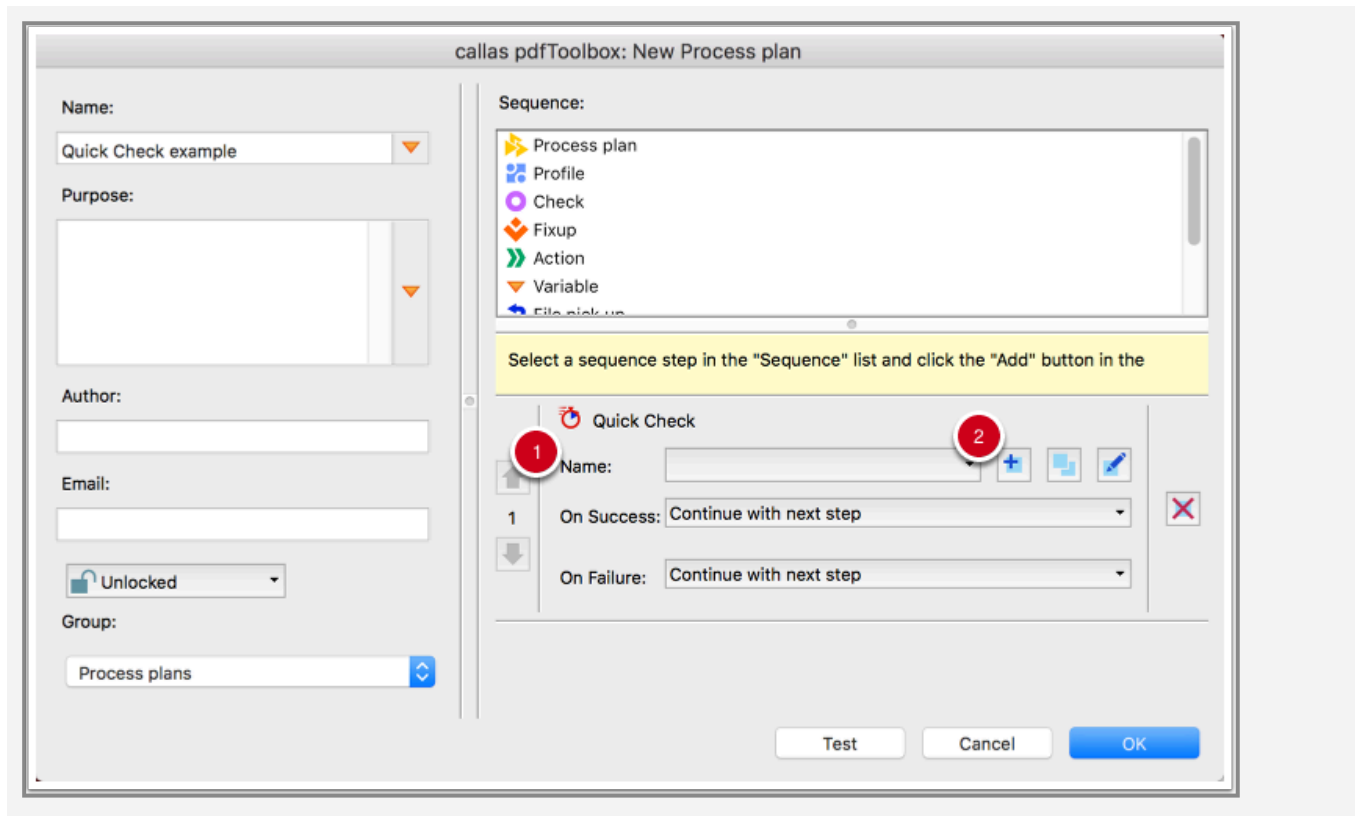 callas pdfToolbox: New Process plan
Name:
Quick Check example
Purpose:
Author:
Email:
Unlocked
Group:
Process plans
Sequence:
Process plan
Profile
Check
Fixup
Action
Variable
File pick up
Select a sequence step in the "Sequence" list and click the "Add" button in the
Quick Check
1
2
Name:
1
On Success: Continue with next step
On Failure: Continue with next step
Test Cancel OK